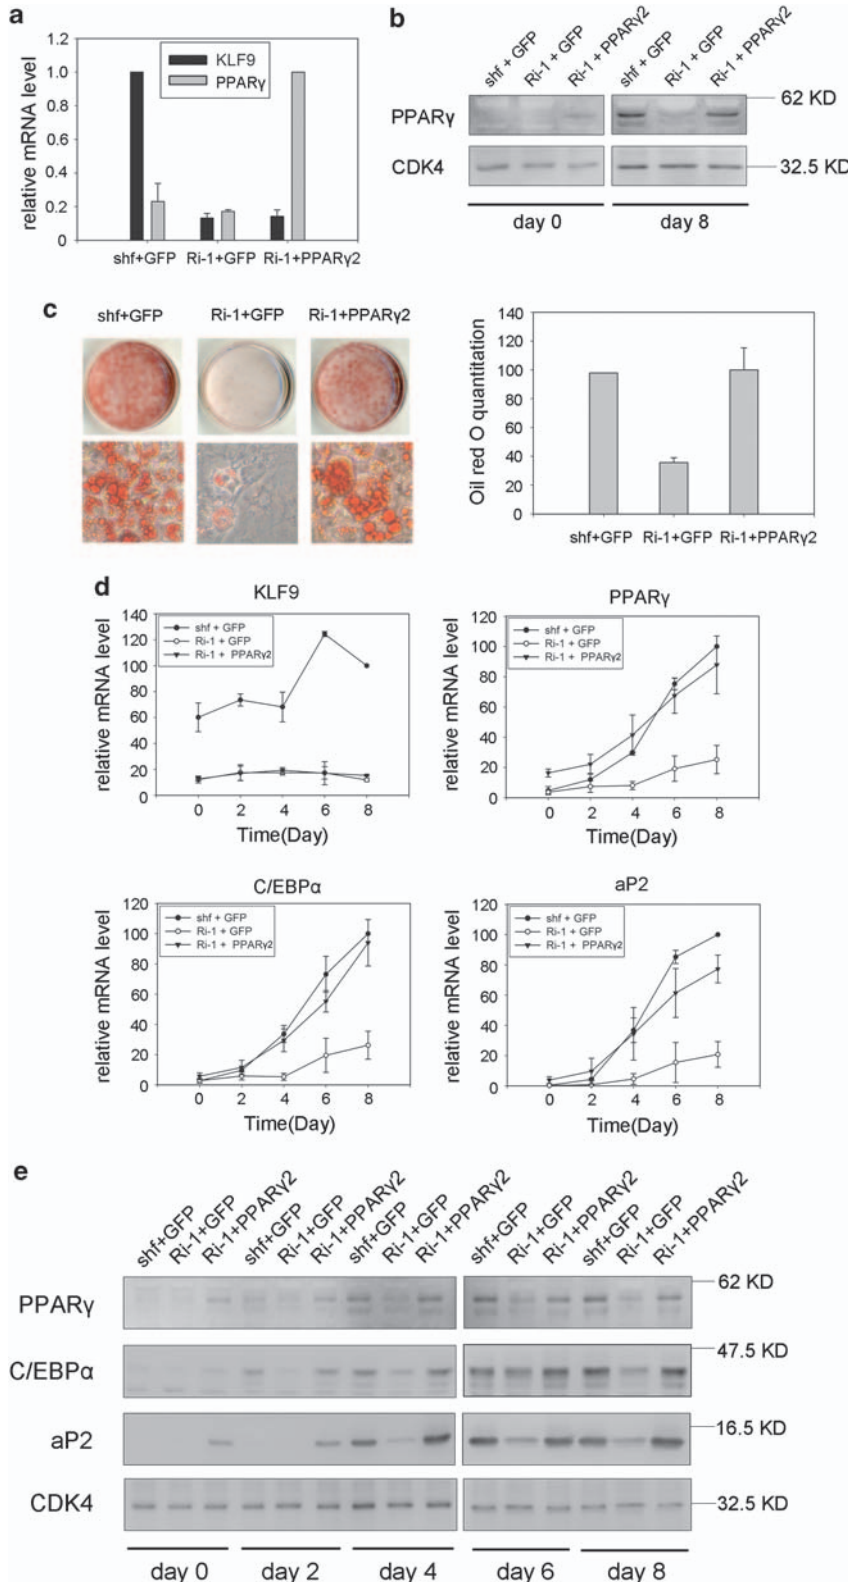 a
relative mRNA level
1.2
1.0
0.8
0.6
0.4
0.2
0
KLF9
PPARγ
shf+GFP Ri-1+GFP Ri-1+PPARγ2
b
shf + GFP Ri-1 + GFP Ri-1 + PPARγ2 shf + GFP Ri-1 + GFP Ri-1 + PPARγ2
62 KD
PPARγ
CDK4
32.5 KD
day 0 day 8
c
shf+GFP Ri-1+GFP Ri-1+PPARγ2
Oil red O quantitation
140
120
100
80
60
40
20
0
shf+GFP Ri-1+GFP Ri-1+PPARγ2
d
KLF9
relative mRNA level
140
120
100
80
60
40
20
0
shf + GFP
Ri-1 + GFP
Ri-1 + PPARγ2
0 2 4 6 8
Time(Day)
PPARγ
relative mRNA level
120
100
80
60
40
20
0
shf + GFP
Ri-1 + GFP
Ri-1 + PPARγ2
0 2 4 6 8
Time(Day)
C/EBPα
relative mRNA level
120
100
80
60
40
20
0
shf + GFP
Ri-1 + GFP
Ri-1 + PPARγ2
0 2 4 6 8
Time(Day)
aP2
relative mRNA level
120
100
80
60
40
20
0
shf + GFP
Ri-1 + GFP
Ri-1 + PPARγ2
0 2 4 6 8
Time(Day)
e
shf+GFP Ri-1+GFP Ri-1+PPARγ2 shf+GFP Ri-1+GFP Ri-1+PPARγ2 shf+GFP Ri-1+GFP Ri-1+PPARγ2 shf+GFP Ri-1+GFP Ri-1+PPARγ2 shf+GFP Ri-1+GFP Ri-1+PPARγ2
62 KD
PPARγ
47.5 KD
C/EBPα
16.5 KD
aP2
CDK4
32.5 KD
day 0 day 2 day 4 day 6 day 8